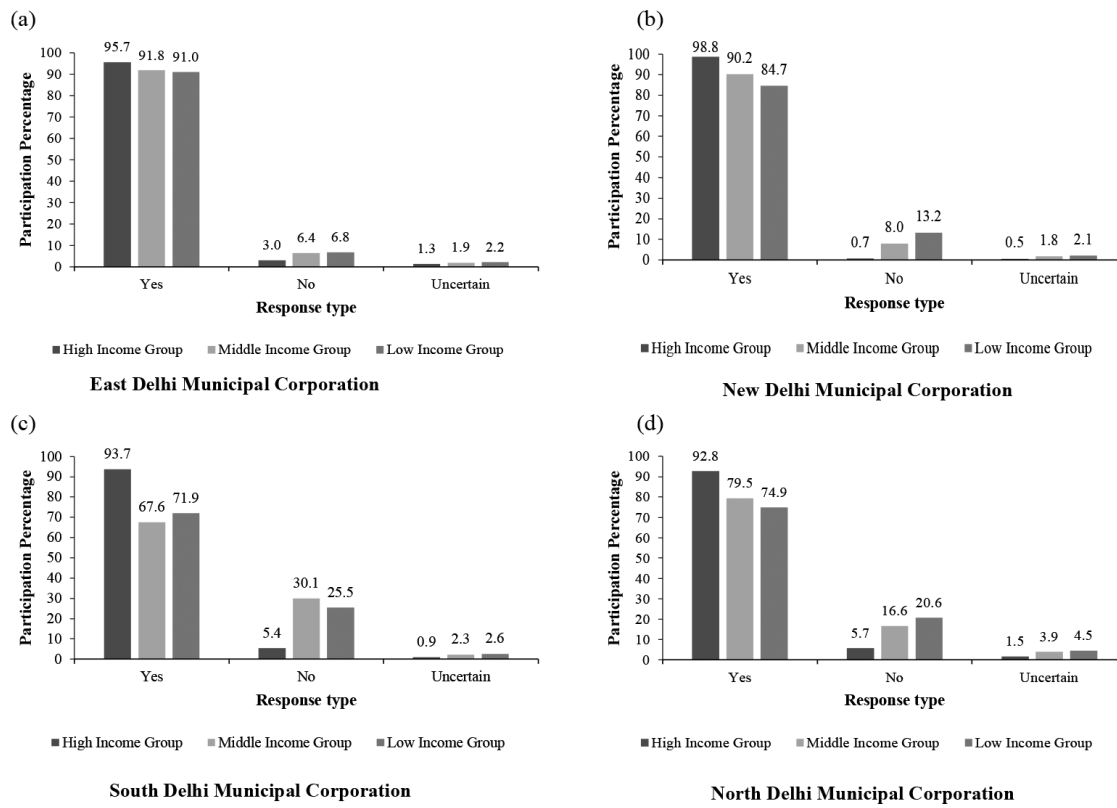 (a)
Participation Percentage
100
90
80
70
60
50
40
30
20
10
0
95.7 91.8 91.0
3.0 6.4 6.8
1.3 1.9 2.2
Yes No Uncertain
Response type
High Income Group Middle Income Group Low Income Group
East Delhi Municipal Corporation
(b)
Participation Percentage
100
90
80
70
60
50
40
30
20
10
0
98.8 90.2 84.7
0.7 8.0 13.2
0.5 1.8 2.1
Yes No Uncertain
Response type
High Income Group Middle Income Group Low Income Group
New Delhi Municipal Corporation
(c)
Participation Percentage
100
90
80
70
60
50
40
30
20
10
0
93.7 67.6 71.9
5.4 30.1 25.5
0.9 2.3 2.6
Yes No Uncertain
Response type
High Income Group Middle Income Group Low Income Group
South Delhi Municipal Corporation
(d)
Participation Percentage
100
90
80
70
60
50
40
30
20
10
0
92.8 79.5 74.9
5.7 16.6 20.6
1.5 3.9 4.5
Yes No Uncertain
Response type
High Income Group Middle Income Group Low Income Group
North Delhi Municipal Corporation